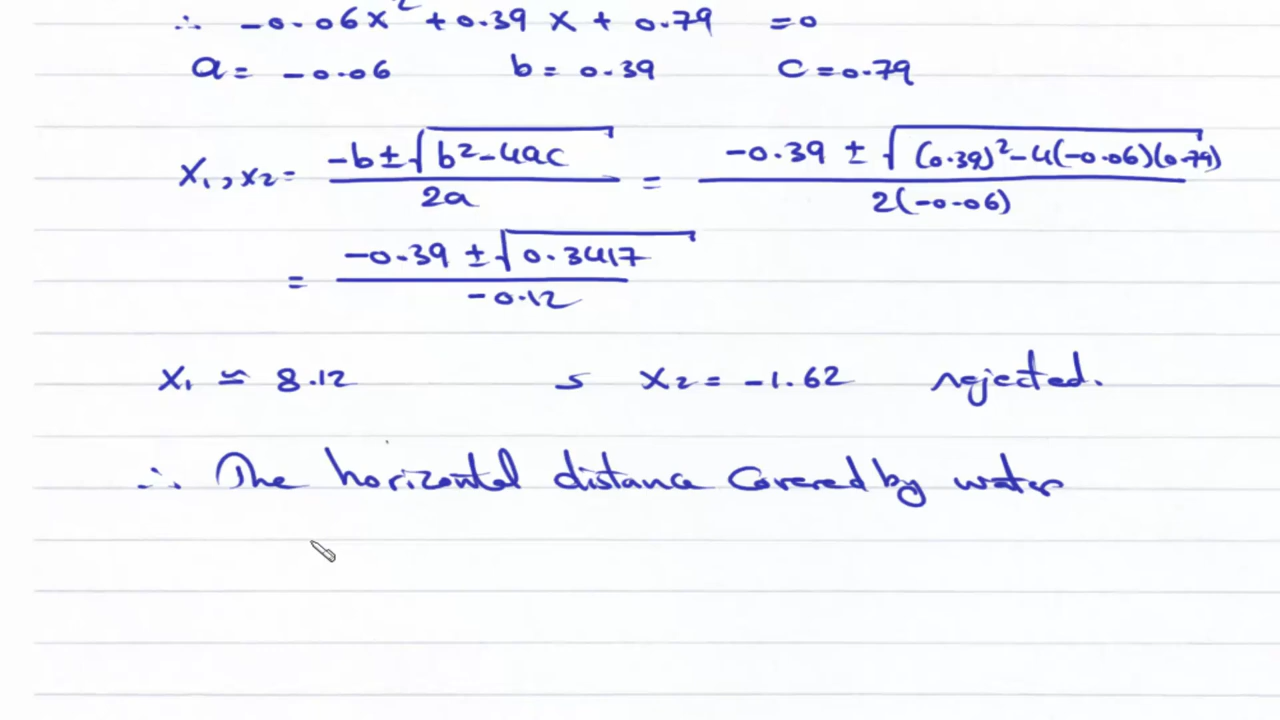 ∴ -0.06x² + 0.39 x + 0.79 = 0
a = -0.06 b = 0.39 c = 0.79
x₁, x₂ = (-b ± √(b² - 4ac)) / 2a = (-0.39 ± √((0.39)² - 4(-0.06)(0.79))) / 2(-0.06)
= (-0.39 ± √0.3417) / -0.12
x₁ ≃ 8.12 , x₂ = -1.62 rejected.
∴ The horizontal distance covered by water